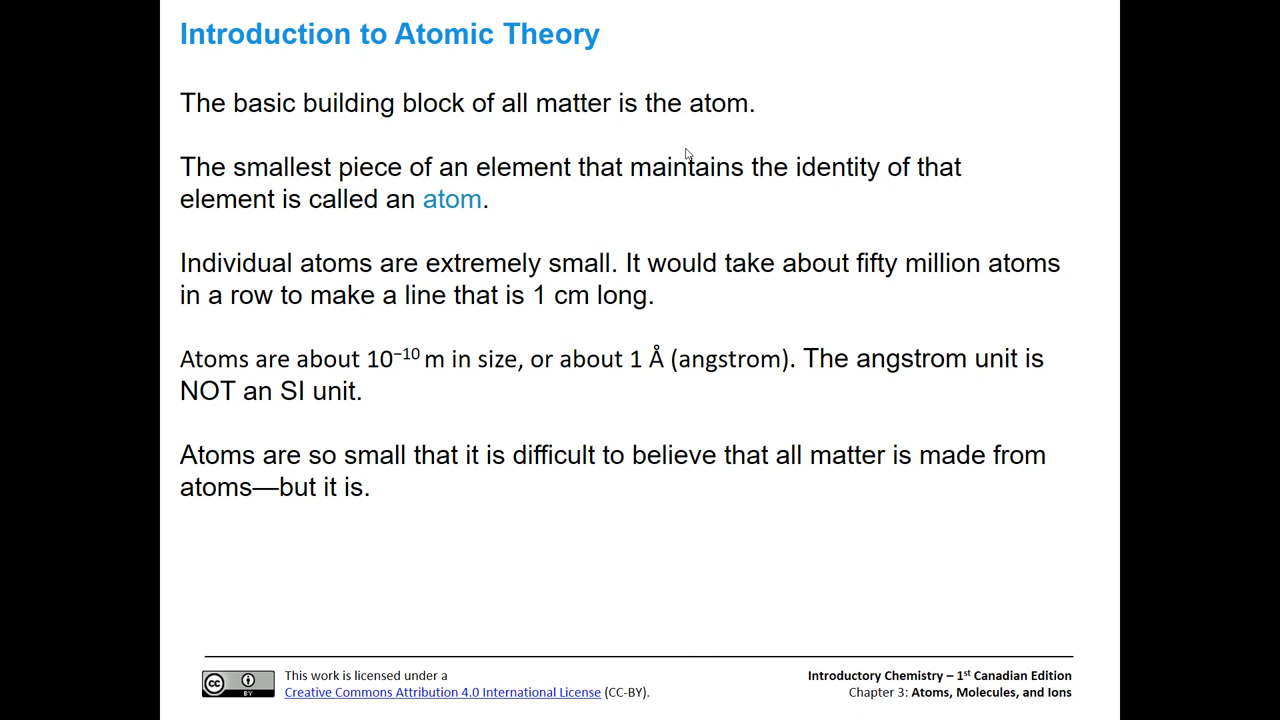 Introduction to Atomic Theory
The basic building block of all matter is the atom.
The smallest piece of an element that maintains the identity of that
element is called an atom.
Individual atoms are extremely small. It would take about fifty million atoms
in a row to make a line that is 1 cm long.
Atoms are about 10⁻¹⁰ m in size, or about 1 Å (angstrom). The angstrom unit is
NOT an SI unit.
Atoms are so small that it is difficult to believe that all matter is made from
atoms—but it is.
cc BY
This work is licensed under a
Creative Commons Attribution 4.0 International License (CC-BY).
Introductory Chemistry – 1st Canadian Edition
Chapter 3: Atoms, Molecules, and Ions